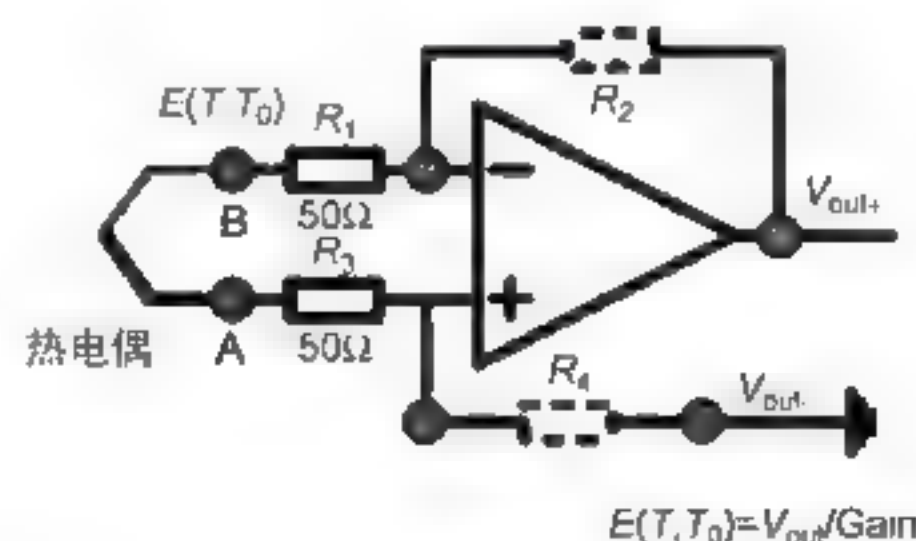 E(T T₀)
R₁
R₂
B
50Ω
R₃
Vout+
热电偶
A
50Ω
R₄
Vout-
E(T,T₀)=Vout/Gain